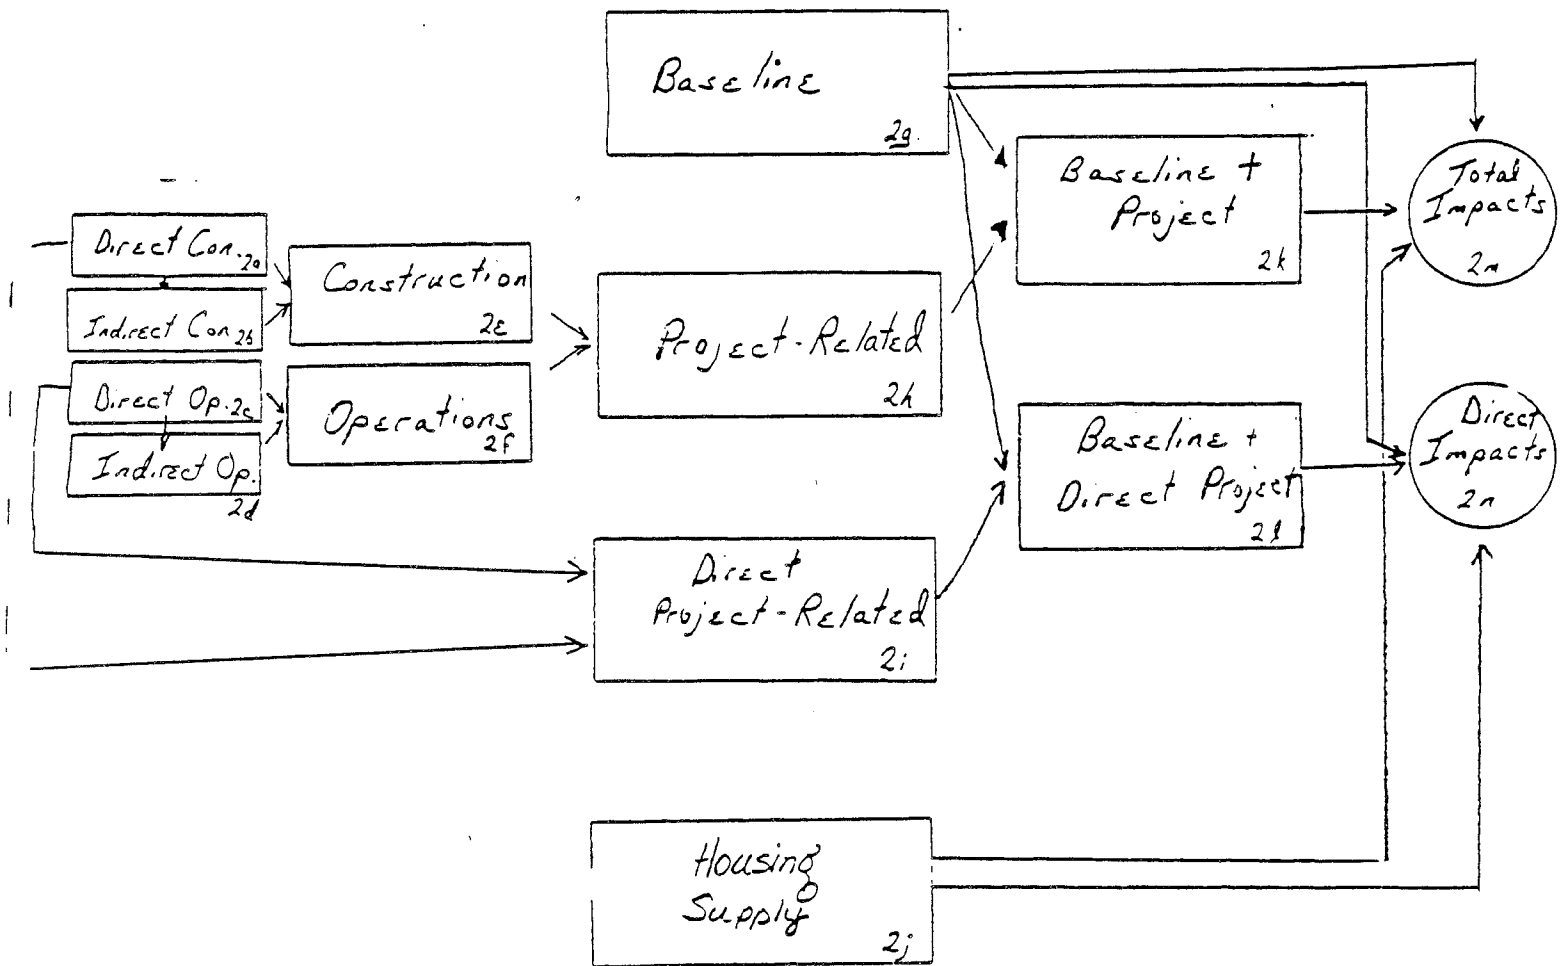 Baseline
2g.
Baseline +
Project
2k
Total
Impacts
2m
Direct Con. 2a
Indirect Con. 2b
Construction
2e
Direct Op. 2c
Indirect Op.
2d
Operations
2f
Project-Related
2h
Baseline +
Direct Project
2l
Direct
Impacts
2n
Direct
Project-Related
2i
Housing
Supply
2j